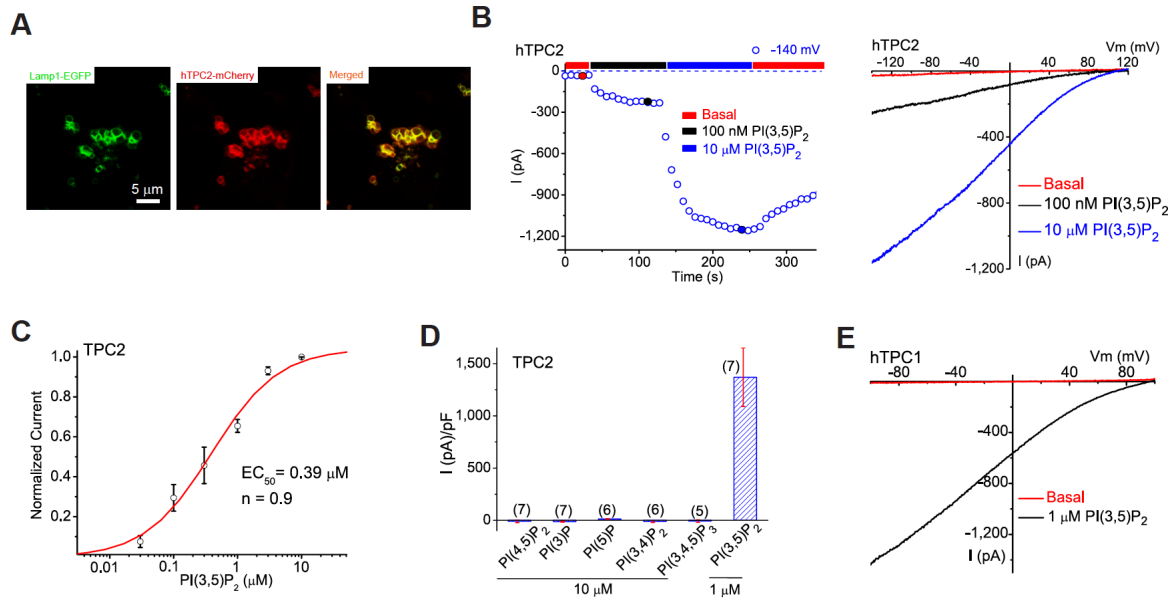 A
Lamp1-EGFP
hTPC2-mCherry
Merged
5 μm
B
hTPC2
−140 mV
0
-300
-600
-900
-1,200
I (pA)
0 100 200 300
Time (s)
Basal
100 nM PI(3,5)P2
10 μM PI(3,5)P2
hTPC2
Vm (mV)
-120 -80 -40 0 40 80 120
-400
-800
-1,200
I (pA)
Basal
100 nM PI(3,5)P2
10 μM PI(3,5)P2
C
TPC2
1.0
0.8
0.6
0.4
0.2
Normalized Current
EC50= 0.39 μM
n = 0.9
0.01 0.1 1 10
PI(3,5)P2 (μM)
D
TPC2
1,500
1,000
500
0
I (pA)/pF
(7) (7) (6) (6) (5) (7)
PI(4,5)P2
PI(3)P
PI(5)P
PI(3,4)P2
PI(3,4,5)P3
PI(3,5)P2
10 μM
1 μM
E
hTPC1
Vm (mV)
-80 -40 0 40 80
-400
-800
-1,200
I (pA)
Basal
1 μM PI(3,5)P2